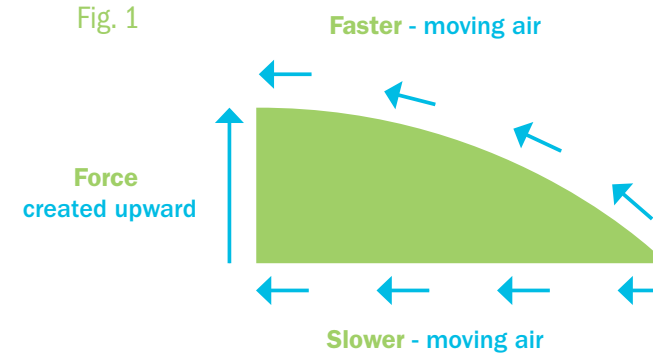 Fig. 1
Faster - moving air
Force
created upward
Slower - moving air